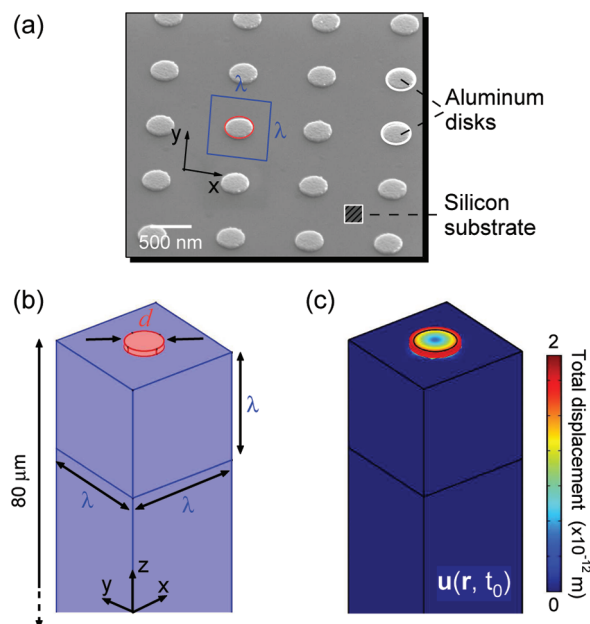 (a)
λ
λ
y
x
500 nm
Aluminum
disks
Silicon
substrate
(b)
d
80 μm
λ
λ
λ
z
y
x
(c)
u(r, t₀)
2
Total displacement (x10⁻¹² m)
0